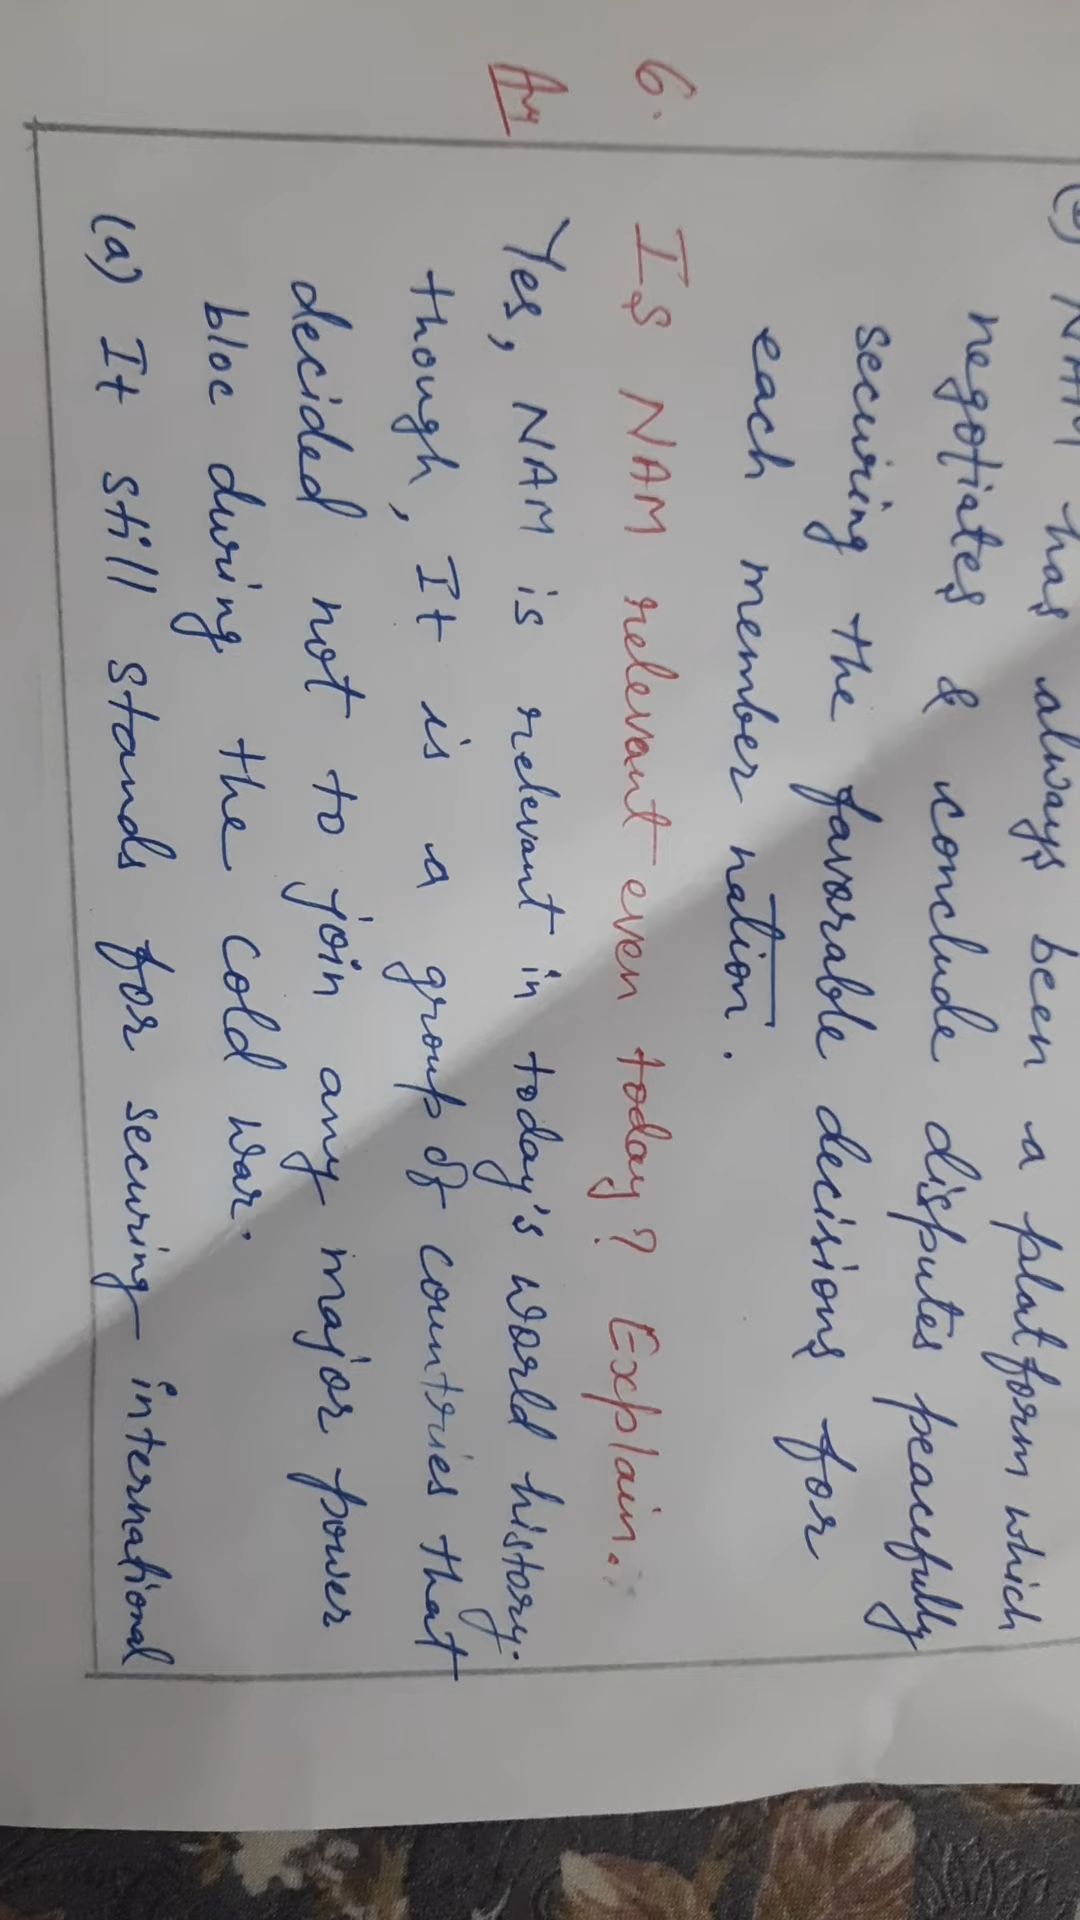 NAM has always been a platform which
negotiates & conclude disputes peacefully
securing the favorable decisions for
each member nation.
6. Is NAM relevant even today? Explain.
Yes, NAM is relevant in today's world history.
though, It is a group of countries that
decided not to join any major power
bloc during the cold war.
(a) It still stands for securing international